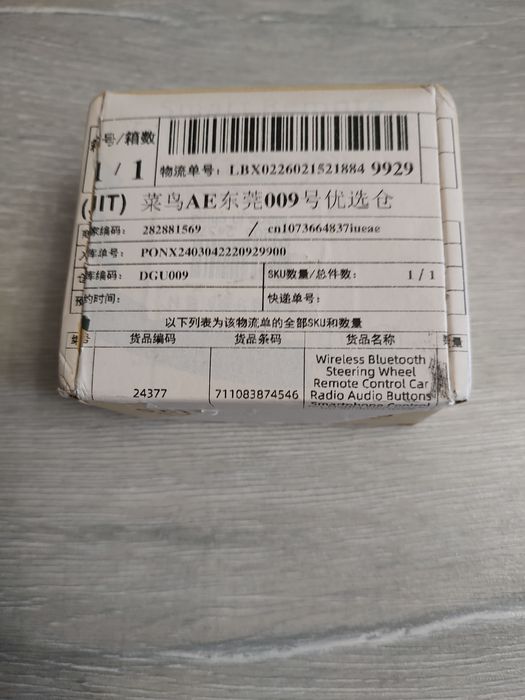 号/箱数
1 / 1 物流单号: LBX0226021521884 9929
(JIT) 菜鸟AE东莞009号优选仓
家编码: 282881569 / cn1073664837iueae
库单号: PONX2403042220929900
库编码: DGU009 SKU数量/总件数: 1 / 1
预约时间: 快递单号:
以下列表为该物流单的全部SKU和数量
货品编码 货品条码 货品名称 数量
24377 711083874546 Wireless Bluetooth
Steering Wheel
Remote Control Car
Radio Audio Buttons
Smartphone Control